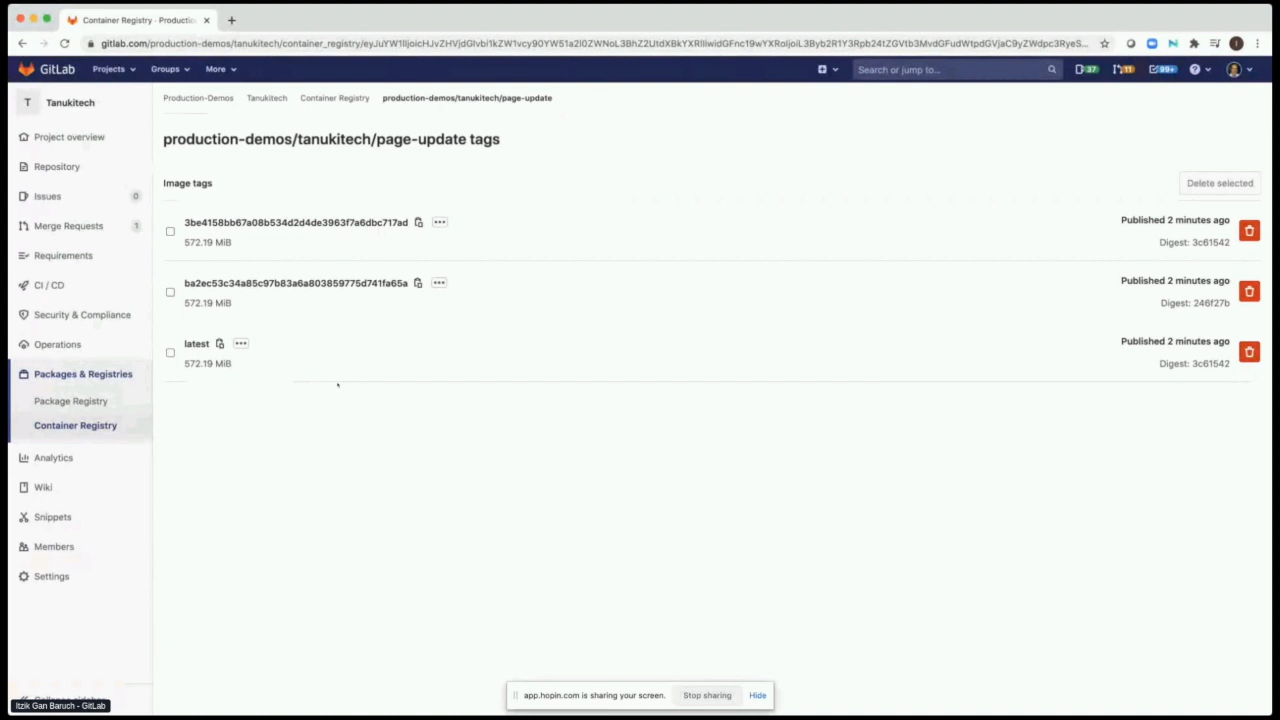 Container Registry · Productio
gitlab.com/production-demos/tanukitech/container_registry/
GitLab
Projects
Groups
More
Search or jump to...
37
11
99+
T
Tanukitech
Production-Demos
Tanukitech
Container Registry
production-demos/tanukitech/page-update
Project overview
production-demos/tanukitech/page-update tags
Repository
Image tags
Delete selected
Issues
0
Merge Requests
1
3be4158bb67a08b534d2d4de3963f7a6dbc717ad
Published 2 minutes ago
572.19 MiB
Digest: 3c61542
Requirements
CI / CD
ba2ec53c34a85c97b83a6a803859775d741fa65a
Published 2 minutes ago
572.19 MiB
Digest: 246f27b
Security & Compliance
Operations
latest
Published 2 minutes ago
572.19 MiB
Digest: 3c61542
Packages & Registries
Package Registry
Container Registry
Analytics
Wiki
Snippets
Members
Settings
app.hopin.com is sharing your screen.
Stop sharing
Hide
Itzik Gan Baruch - GitLab